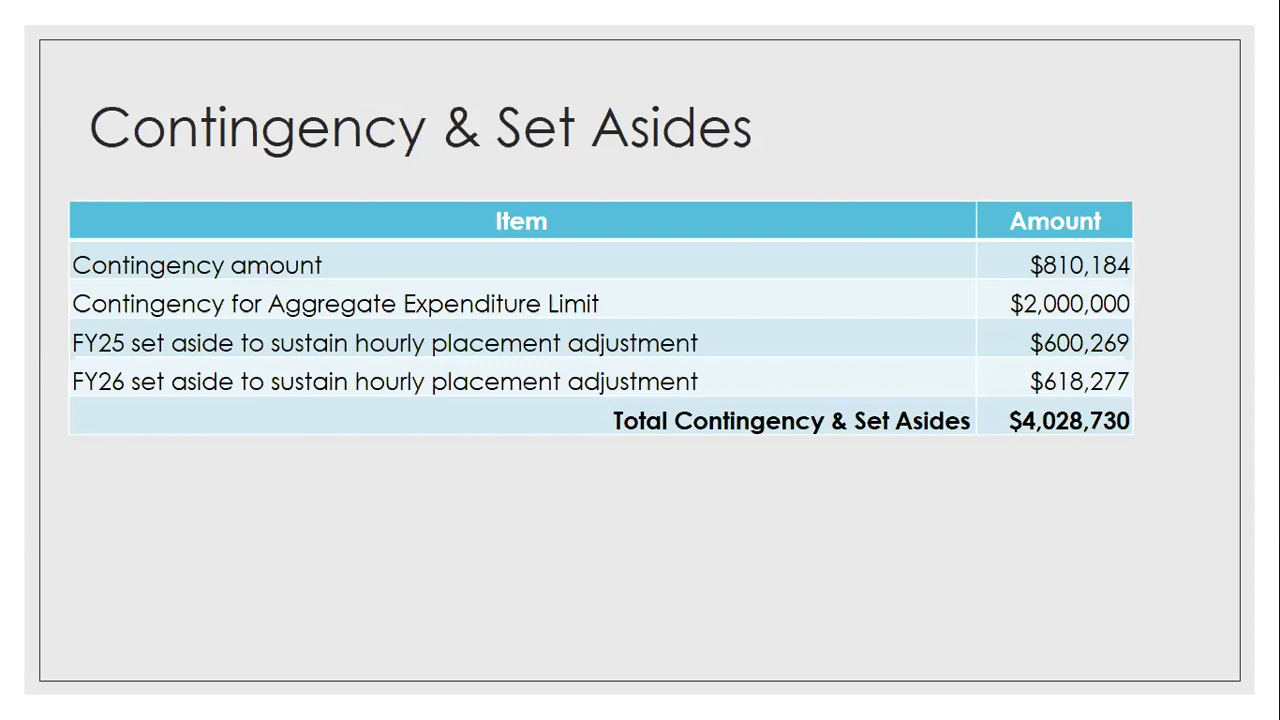 Contingency & Set Asides
Item Amount
Contingency amount $810,184
Contingency for Aggregate Expenditure Limit $2,000,000
FY25 set aside to sustain hourly placement adjustment $600,269
FY26 set aside to sustain hourly placement adjustment $618,277
Total Contingency & Set Asides $4,028,730